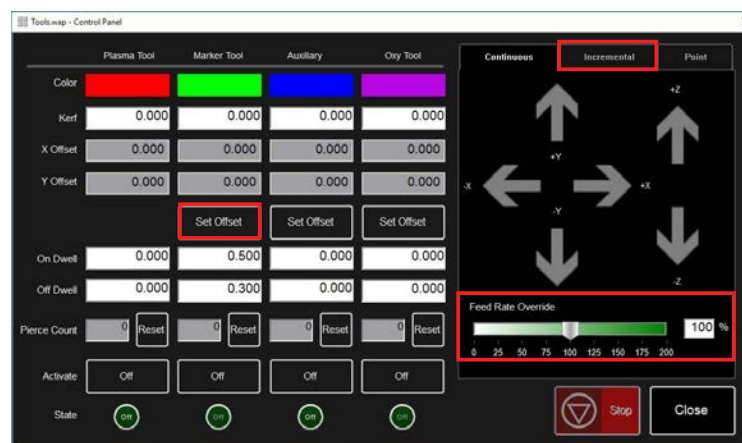 Tools.wap - Control Panel
Plasma Tool Marker Tool Auxiliary Oxy Tool
Color
Kerf 0.000 0.000 0.000 0.000
X Offset 0.000 0.000 0.000 0.000
Y Offset 0.000 0.000 0.000 0.000
Set Offset Set Offset Set Offset
On Dwell 0.000 0.500 0.000 0.000
Off Dwell 0.000 0.300 0.000 0.000
Pierce Count 0 Reset 0 Reset 0 Reset 0 Reset
Activate Off Off Off Off
State Off Off Off Off
Continuous Incremental Point
+Z
+Y
-X +X
-Y
-Z
Feed Rate Override
100 %
0 25 50 75 100 125 150 175 200
Stop Close